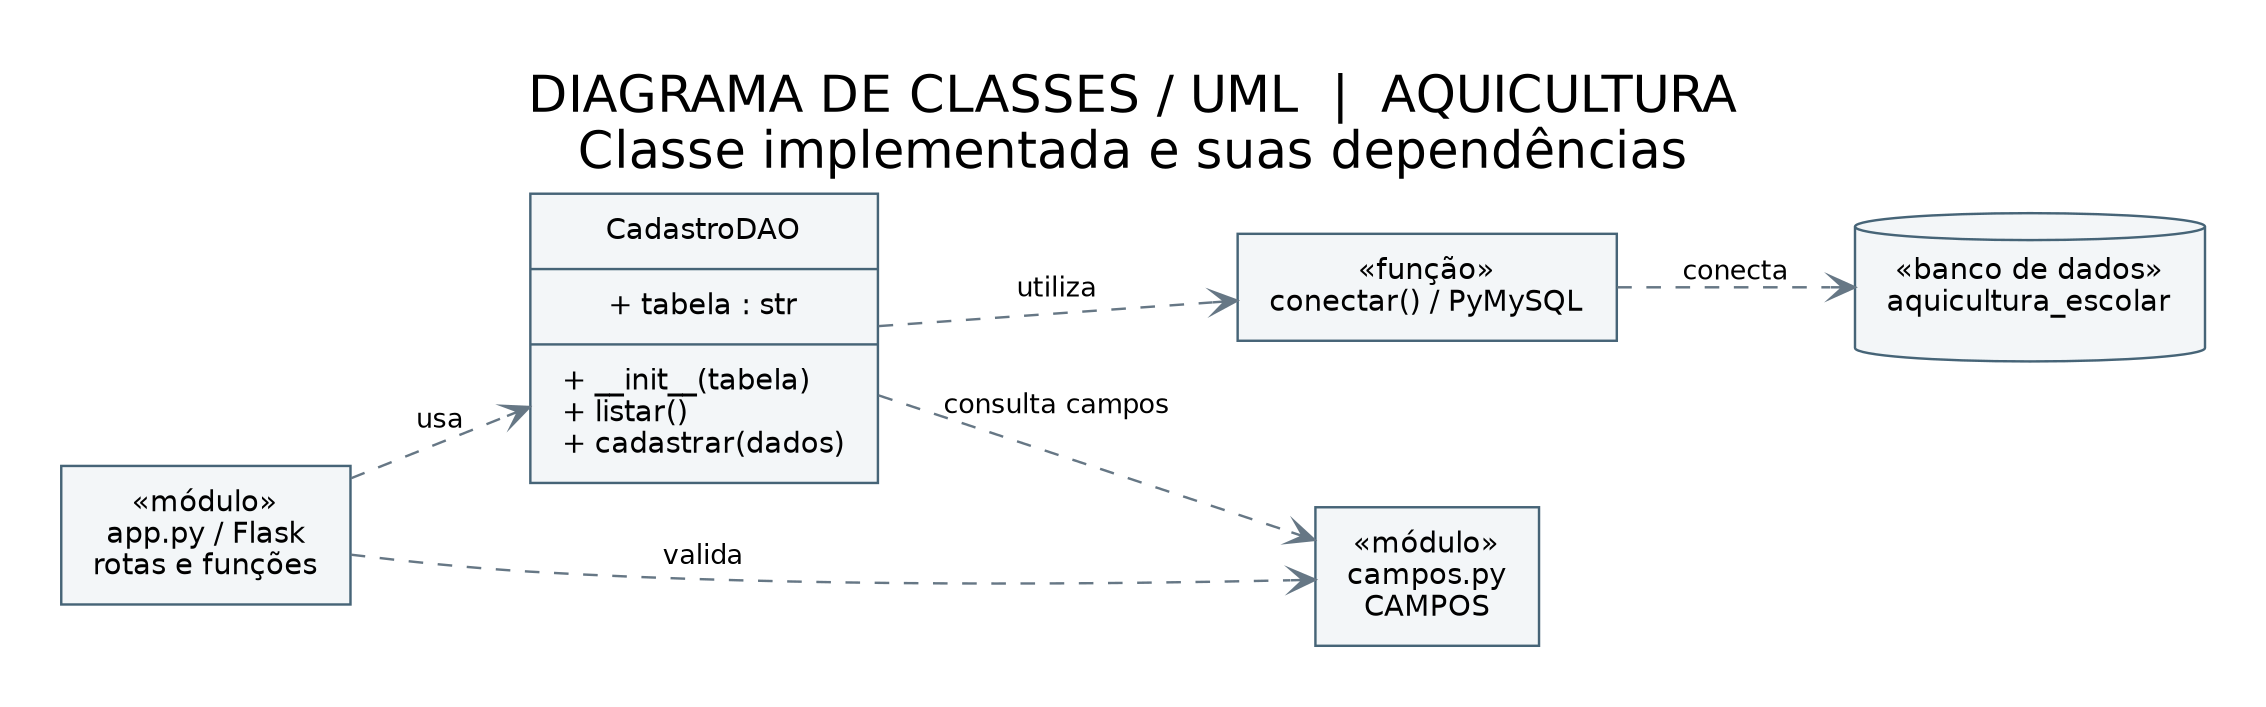 DIAGRAMA DE CLASSES / UML | AQUICULTURA
Classe implementada e suas dependências
CadastroDAO
+ tabela : str
+ __init__(tabela)
+ listar()
+ cadastrar(dados)
utiliza
«função»
conectar() / PyMySQL
conecta
«banco de dados»
aquicultura_escolar
usa
consulta campos
«módulo»
app.py / Flask
rotas e funções
valida
«módulo»
campos.py
CAMPOS